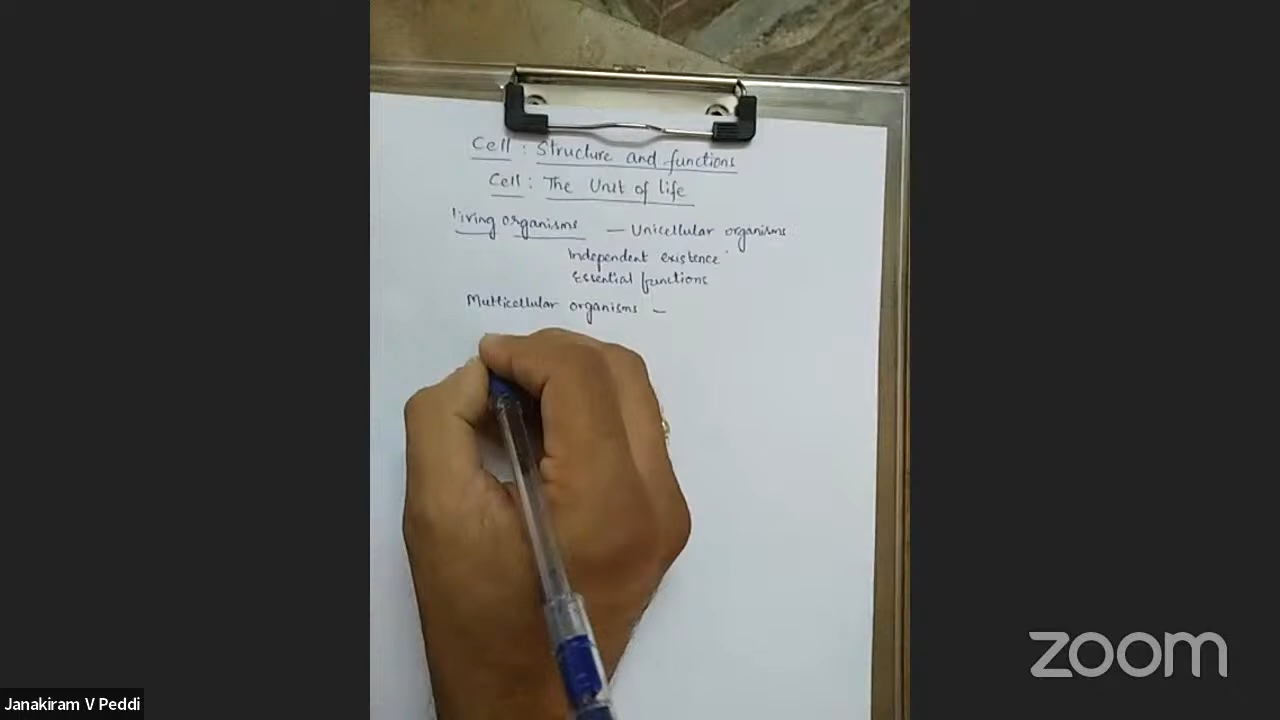 Cell : Structure and functions
Cell : The Unit of life
Living organisms — Unicellular organisms
Independent existence
Essential functions
Multicellular organisms —
zoom
Janakiram V Peddi